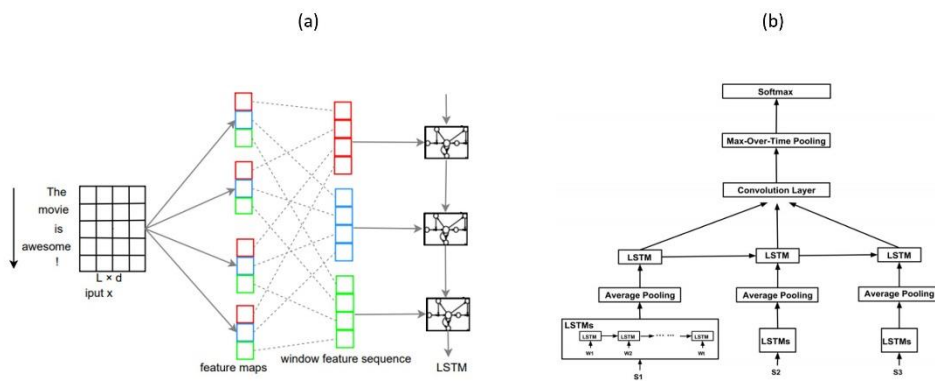 (a)
The
movie
is
awesome
!
L × d
iput x
feature maps
window feature sequence
LSTM
(b)
Softmax
Max-Over-Time Pooling
Convolution Layer
LSTM
LSTM
LSTM
Average Pooling
Average Pooling
Average Pooling
LSTMs
LSTM
LSTM
... ...
LSTM
W1
W2
Wt
LSTMs
LSTMs
S1
S2
S3